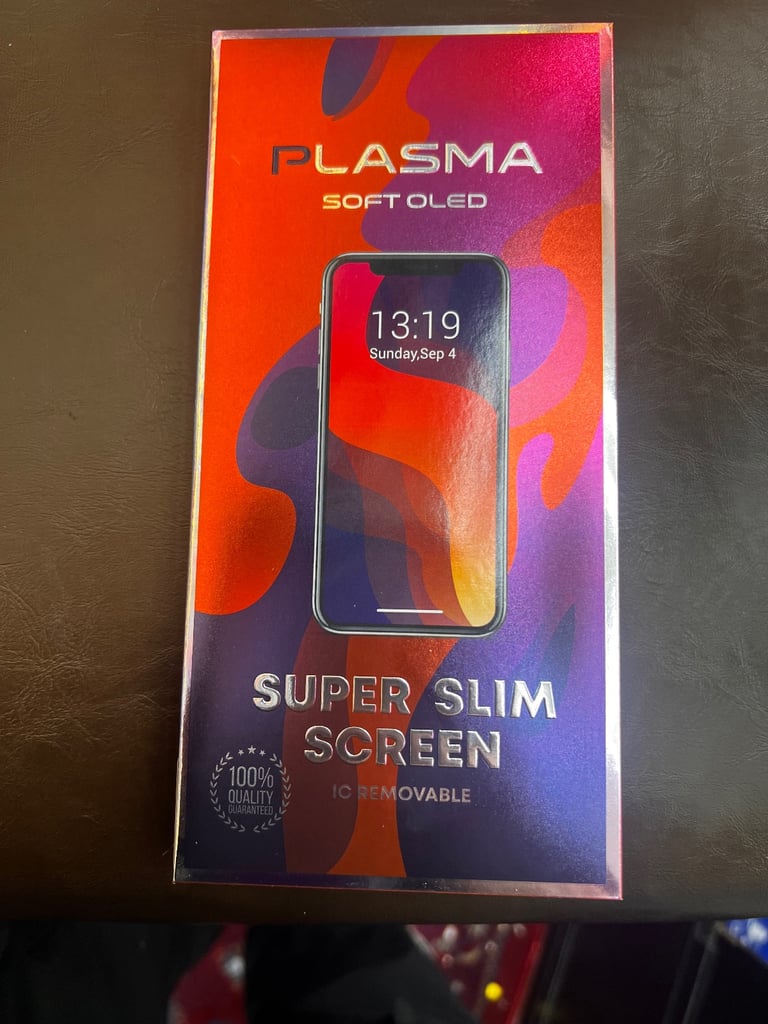 PLASMA
SOFT OLED
13:19
Sunday,Sep 4
SUPER SLIM
SCREEN
IC REMOVABLE
100%
QUALITY
GUARANTEED